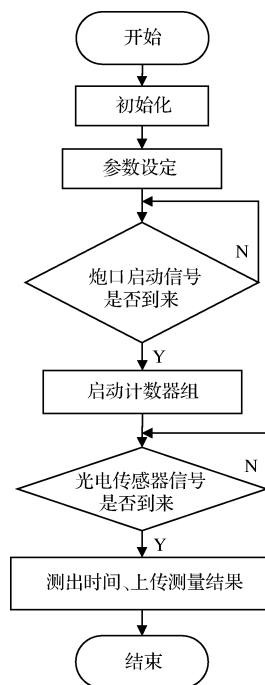 开始
初始化
参数设定
炮口启动信号
是否到来
N
Y
启动计数器组
光电传感器信号
是否到来
N
Y
测出时间、上传测量结果
结束